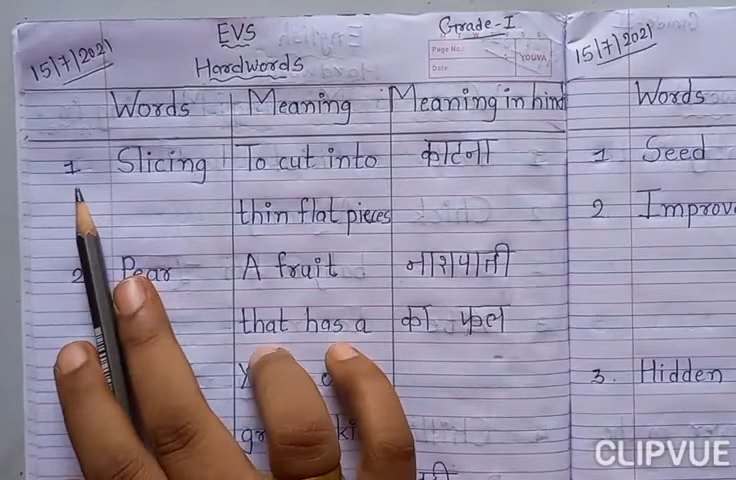 EVS
Grade-I
15/7/2021
Hardwords
Page No.:
Date
YOUVA
Words Meaning Meaning in hind
1 Slicing To cut into काटना
thin flat pieces
2 Pear A fruit नाशपाती
that has a का फल
15/7/2021
Words
1 Seed
2 Improv
3. Hidden
CLIPVUE